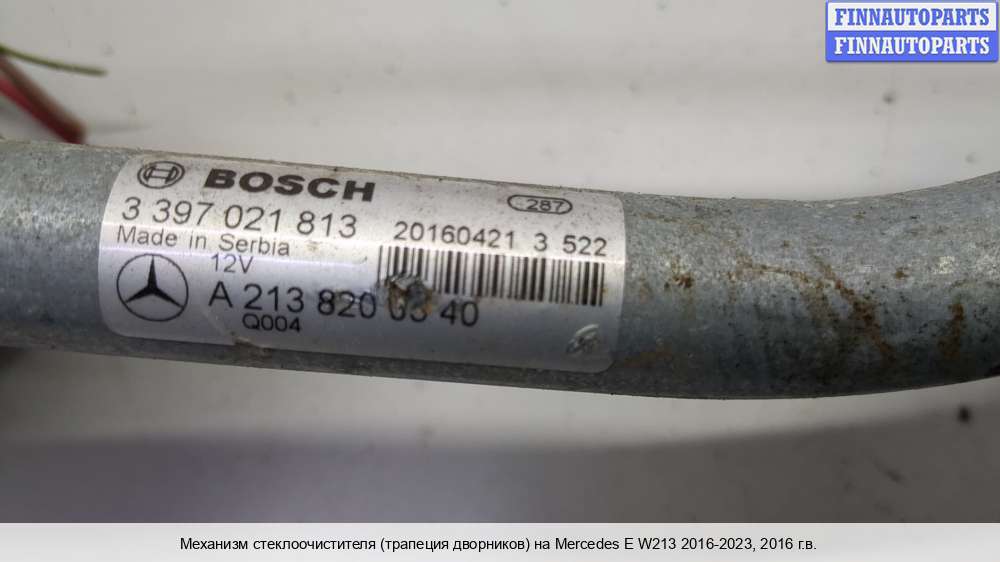 FINNAUTOPARTS
FINNAUTOPARTS
BOSCH
287
3 397 021 813
20160421 3 522
Made in Serbia
12V
A 213 820 40
Q004
Механизм стеклоочистителя (трапеция дворников) на Mercedes E W213 2016-2023, 2016 г.в.